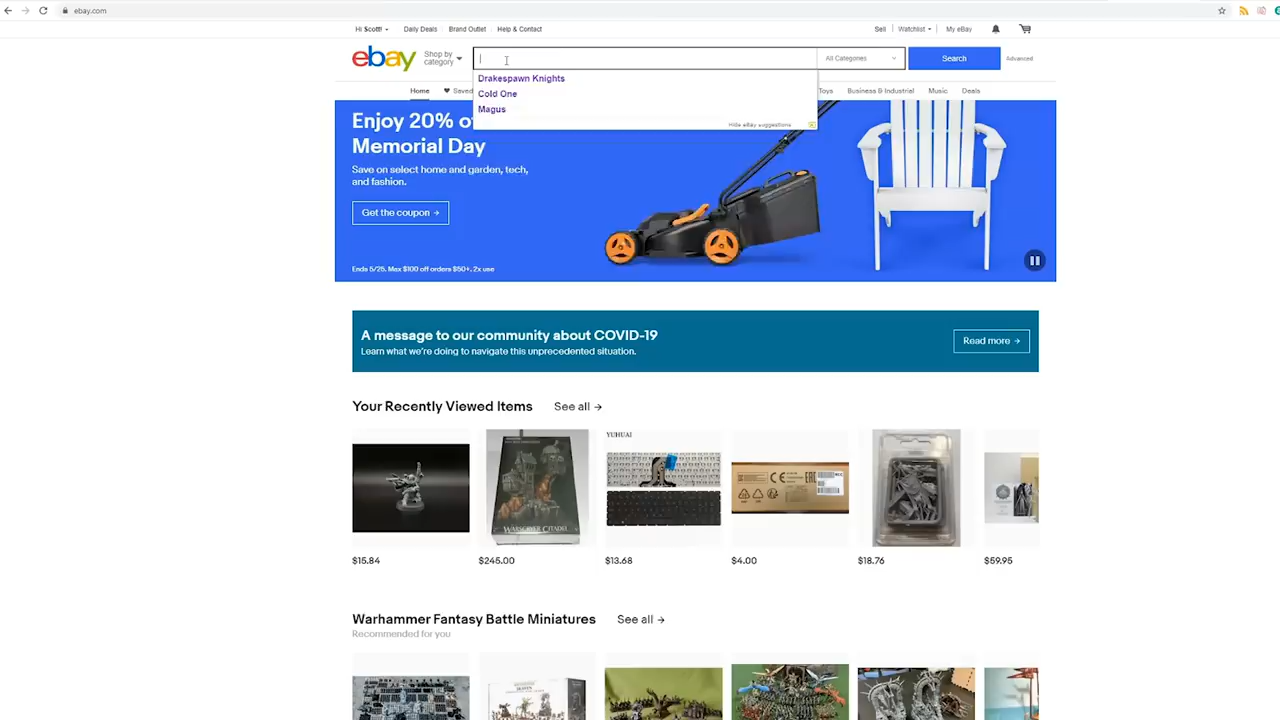 ebay.com
Hi Scott!
Daily Deals
Brand Outlet
Help & Contact
Sell
Watchlist
My eBay
ebay
Shop by
category
All Categories
Search
Advanced
Drakespawn Knights
Cold One
Magus
Hide eBay suggestions
Home
Saved
Toys
Business & Industrial
Music
Deals
Enjoy 20% o
Memorial Day
Save on select home and garden, tech,
and fashion.
Get the coupon →
Ends 5/25. Max $100 off orders $50+. 2x use
A message to our community about COVID-19
Learn what we're doing to navigate this unprecedented situation.
Read more →
Your Recently Viewed Items
See all →
YUHUAI
WARSCRYER CITADEL
$15.84
$245.00
$13.68
$4.00
$18.76
$59.95
Warhammer Fantasy Battle Miniatures
See all →
Recommended for you